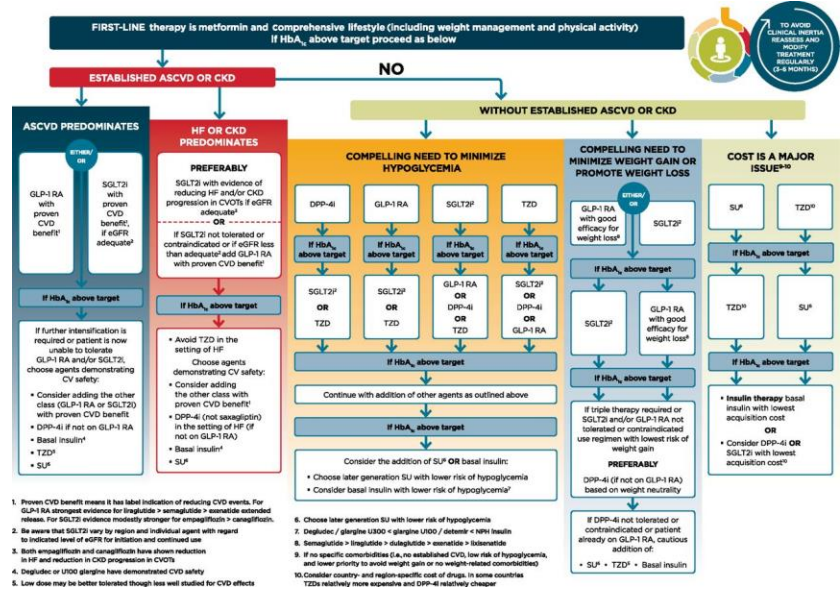 FIRST-LINE therapy is metformin and comprehensive lifestyle (including weight management and physical activity)
If HbA1c above target proceed as below
TO AVOID
CLINICAL INERTIA
REASSESS AND
MODIFY
TREATMENT
REGULARLY
(3-6 MONTHS)
ESTABLISHED ASCVD OR CKD
NO
WITHOUT ESTABLISHED ASCVD OR CKD
ASCVD PREDOMINATES
EITHER/
OR
GLP-1 RA
with
proven
CVD
benefit1
SGLT2i
with
proven
CVD
benefit1,
if eGFR
adequate2
If HbA1c above target
If further intensification is
required or patient is now
unable to tolerate
GLP-1 RA and/or SGLT2i,
choose agents demonstrating
CV safety:
• Consider adding the other
class (GLP-1 RA or SGLT2i)
with proven CVD benefit
• DPP-4i if not on GLP-1 RA
• Basal insulin4
• TZD5
• SU6
HF OR CKD
PREDOMINATES
PREFERABLY
SGLT2i with evidence of
reducing HF and/or CKD
progression in CVOTs if eGFR
adequate3
OR
If SGLT2i not tolerated or
contraindicated or if eGFR less
than adequate2 add GLP-1 RA
with proven CVD benefit1
If HbA1c above target
• Avoid TZD in the
setting of HF
Choose agents
demonstrating CV safety:
• Consider adding
the other class with
proven CVD benefit1
• DPP-4i (not saxagliptin)
in the setting of HF (if
not on GLP-1 RA)
• Basal insulin4
• SU6
COMPELLING NEED TO MINIMIZE
HYPOGLYCEMIA
DPP-4i
GLP-1 RA
SGLT2i2
TZD
If HbA1c
above target
If HbA1c
above target
If HbA1c
above target
If HbA1c
above target
SGLT2i2
OR
TZD
SGLT2i2
OR
TZD
GLP-1 RA
OR
DPP-4i
OR
TZD
SGLT2i2
OR
DPP-4i
OR
GLP-1 RA
If HbA1c above target
Continue with addition of other agents as outlined above
If HbA1c above target
Consider the addition of SU6 OR basal insulin:
• Choose later generation SU with lower risk of hypoglycemia
• Consider basal insulin with lower risk of hypoglycemia7
COMPELLING NEED TO
MINIMIZE WEIGHT GAIN OR
PROMOTE WEIGHT LOSS
EITHER/
OR
GLP-1 RA
with good
efficacy for
weight loss8
SGLT2i2
If HbA1c above target
SGLT2i2
GLP-1 RA
with good
efficacy for
weight loss8
If HbA1c above target
If triple therapy required or
SGLT2i and/or GLP-1 RA not
tolerated or contraindicated
use regimen with lowest risk of
weight gain
PREFERABLY
DPP-4i (if not on GLP-1 RA)
based on weight neutrality
If DPP-4i not tolerated or
contraindicated or patient
already on GLP-1 RA, cautious
addition of:
• SU6 • TZD5 • Basal insulin
COST IS A MAJOR
ISSUE9-10
SU6
TZD10
If HbA1c above target
TZD10
SU6
If HbA1c above target
• Insulin therapy basal
insulin with lowest
acquisition cost
OR
• Consider DPP-4i OR
SGLT2i with lowest
acquisition cost10
1. Proven CVD benefit means it has label indication of reducing CVD events. For
GLP-1 RA strongest evidence for liraglutide > semaglutide > exenatide extended
release. For SGLT2i evidence modestly stronger for empagliflozin > canagliflozin.
2. Be aware that SGLT2i vary by region and individual agent with regard
to indicated level of eGFR for initiation and continued use
3. Both empagliflozin and canagliflozin have shown reduction
in HF and reduction in CKD progression in CVOTs
4. Degludec or U100 glargine have demonstrated CVD safety
5. Low dose may be better tolerated though less well studied for CVD effects
6. Choose later generation SU with lower risk of hypoglycemia
7. Degludec / glargine U300 < glargine U100 / detemir < NPH insulin
8. Semaglutide > liraglutide > dulaglutide > exenatide > lixisenatide
9. If no specific comorbidities (i.e., no established CVD, low risk of hypoglycemia,
and lower priority to avoid weight gain or no weight-related comorbidities)
10. Consider country- and region-specific cost of drugs. In some countries
TZDs relatively more expensive and DPP-4i relatively cheaper